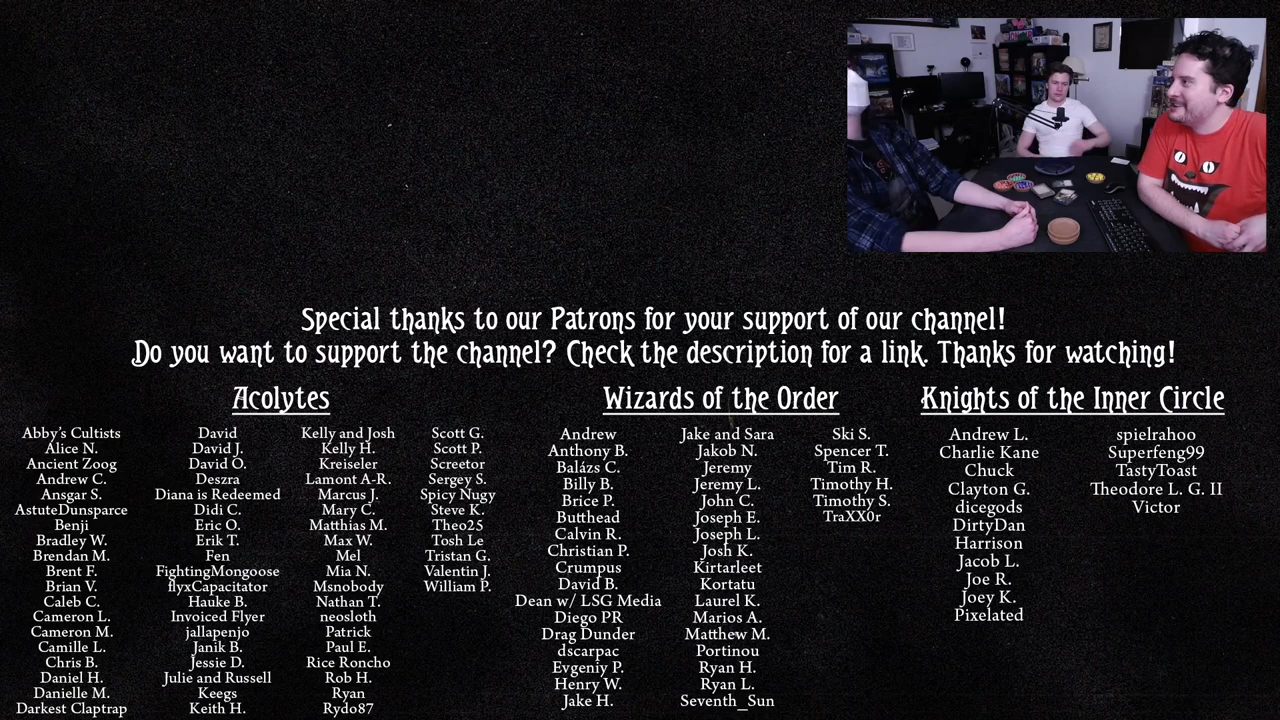 Special thanks to our Patrons for your support of our channel!
Do you want to support the channel? Check the description for a link. Thanks for watching!
Acolytes
Abby's Cultists
Alice N.
Ancient Zoog
Andrew C.
Ansgar S.
AstuteDunsparce
Benji
Bradley W.
Brendan M.
Brent F.
Brian V.
Caleb C.
Cameron L.
Cameron M.
Camille L.
Chris B.
Daniel H.
Danielle M.
Darkest Claptrap
David
David J.
David O.
Deszra
Diana is Redeemed
Didi C.
Eric O.
Erik T.
Fen
FightingMongoose
flyxCapacitator
Hauke B.
Invoiced Flyer
jallapenjo
Janik B.
Jessie D.
Julie and Russell
Keegs
Keith H.
Kelly and Josh
Kelly H.
Kreiseler
Lamont A-R.
Marcus J.
Mary C.
Matthias M.
Max W.
Mel
Mia N.
Msnobody
Nathan T.
neosloth
Patrick
Paul E.
Rice Roncho
Rob H.
Ryan
Rydo87
Scott G.
Scott P.
Screetor
Sergey S.
Spicy Nugy
Steve K.
Theo25
Tosh Le
Tristan G.
Valentin J.
William P.
Wizards of the Order
Andrew
Anthony B.
Balázs C.
Billy B.
Brice P.
Butthead
Calvin R.
Christian P.
Crumpus
David B.
Dean w/ LSG Media
Diego PR
Drag Dunder
dscarpac
Evgeniy P.
Henry W.
Jake H.
Jake and Sara
Jakob N.
Jeremy
Jeremy L.
John C.
Joseph E.
Joseph L.
Josh K.
Kirtarleet
Kortatu
Laurel K.
Marios A.
Matthew M.
Portinou
Ryan H.
Ryan L.
Seventh_Sun
Ski S.
Spencer T.
Tim R.
Timothy H.
Timothy S.
TraXX0r
Knights of the Inner Circle
Andrew L.
Charlie Kane
Chuck
Clayton G.
dicegods
DirtyDan
Harrison
Jacob L.
Joe R.
Joey K.
Pixelated
spielrahoo
Superfeng99
TastyToast
Theodore L. G. II
Victor